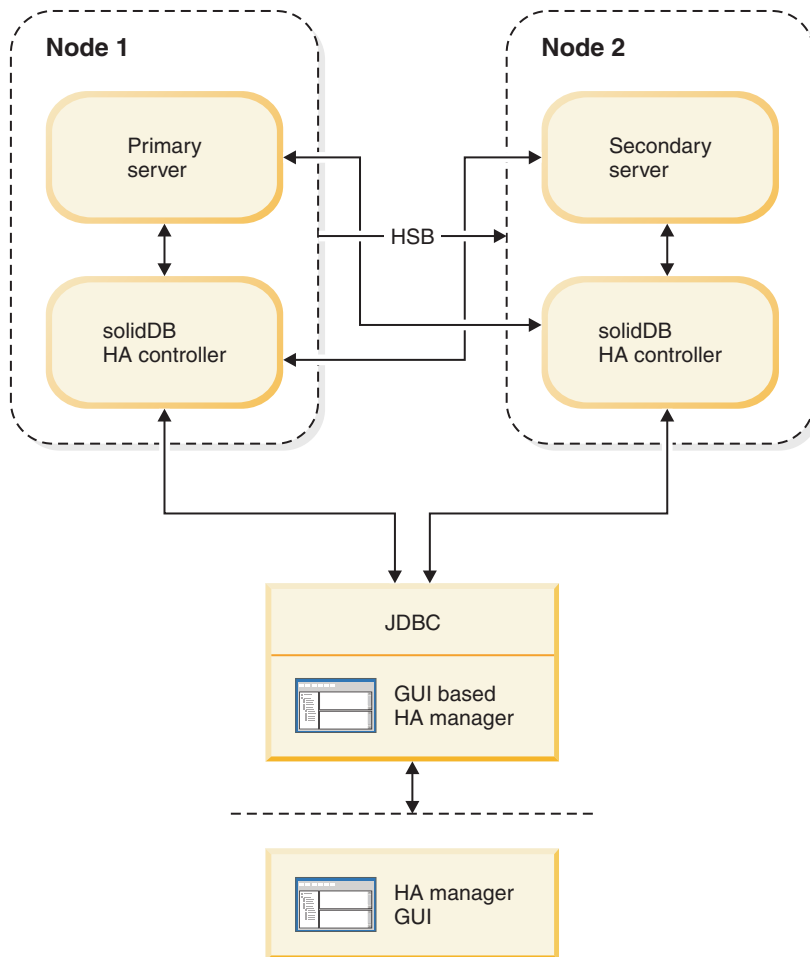 Node 1
Primary
server
solidDB
HA controller
HSB
Node 2
Secondary
server
solidDB
HA controller
JDBC
GUI based
HA manager
HA manager
GUI